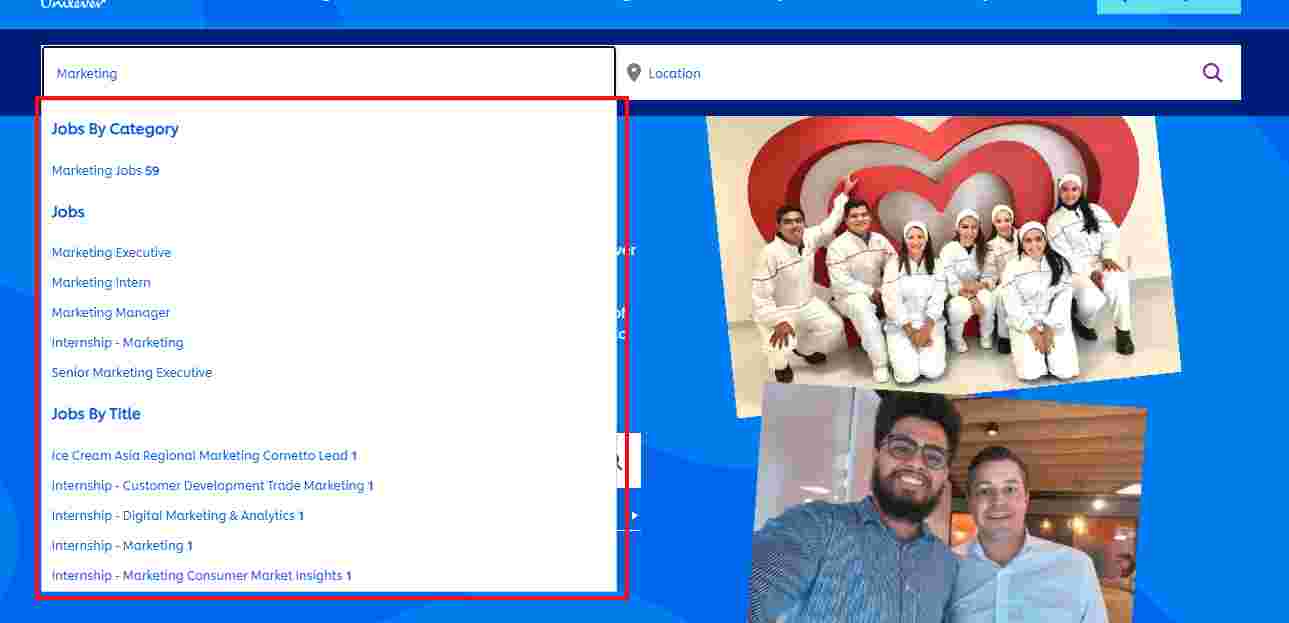 Unilever
Marketing
Location
Jobs By Category
Marketing Jobs 59
Jobs
Marketing Executive
Marketing Intern
Marketing Manager
Internship - Marketing
Senior Marketing Executive
Jobs By Title
Ice Cream Asia Regional Marketing Cornetto Lead 1
Internship - Customer Development Trade Marketing 1
Internship - Digital Marketing & Analytics 1
Internship - Marketing 1
Internship - Marketing Consumer Market Insights 1